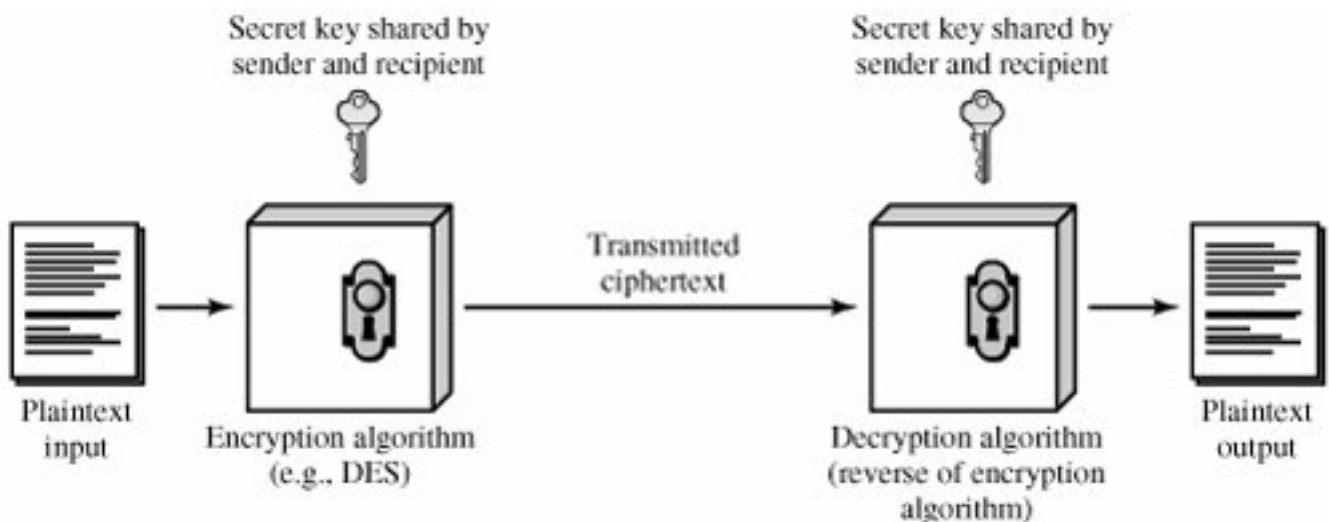 Secret key shared by
sender and recipient
Secret key shared by
sender and recipient
Transmitted
ciphertext
Plaintext
input
Encryption algorithm
(e.g., DES)
Decryption algorithm
(reverse of encryption
algorithm)
Plaintext
output